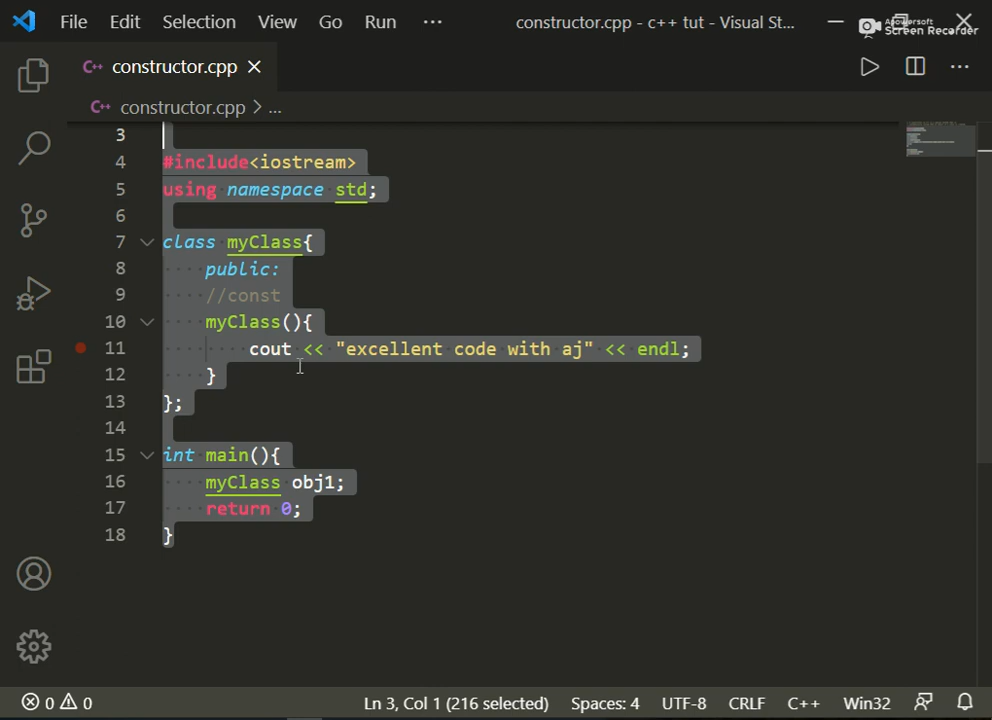 File Edit Selection View Go Run ··· constructor.cpp - c++ tut - Visual St...
Apowersoft
Screen Recorder
C++ constructor.cpp
C++ constructor.cpp > ...
3
4 #include<iostream>
5 using namespace std;
6
7 class myClass{
8 public:
9 //const
10 myClass(){
11 cout << "excellent code with aj" << endl;
12 }
13 };
14
15 int main(){
16 myClass obj1;
17 return 0;
18 }
0 0 Ln 3, Col 1 (216 selected) Spaces: 4 UTF-8 CRLF C++ Win32